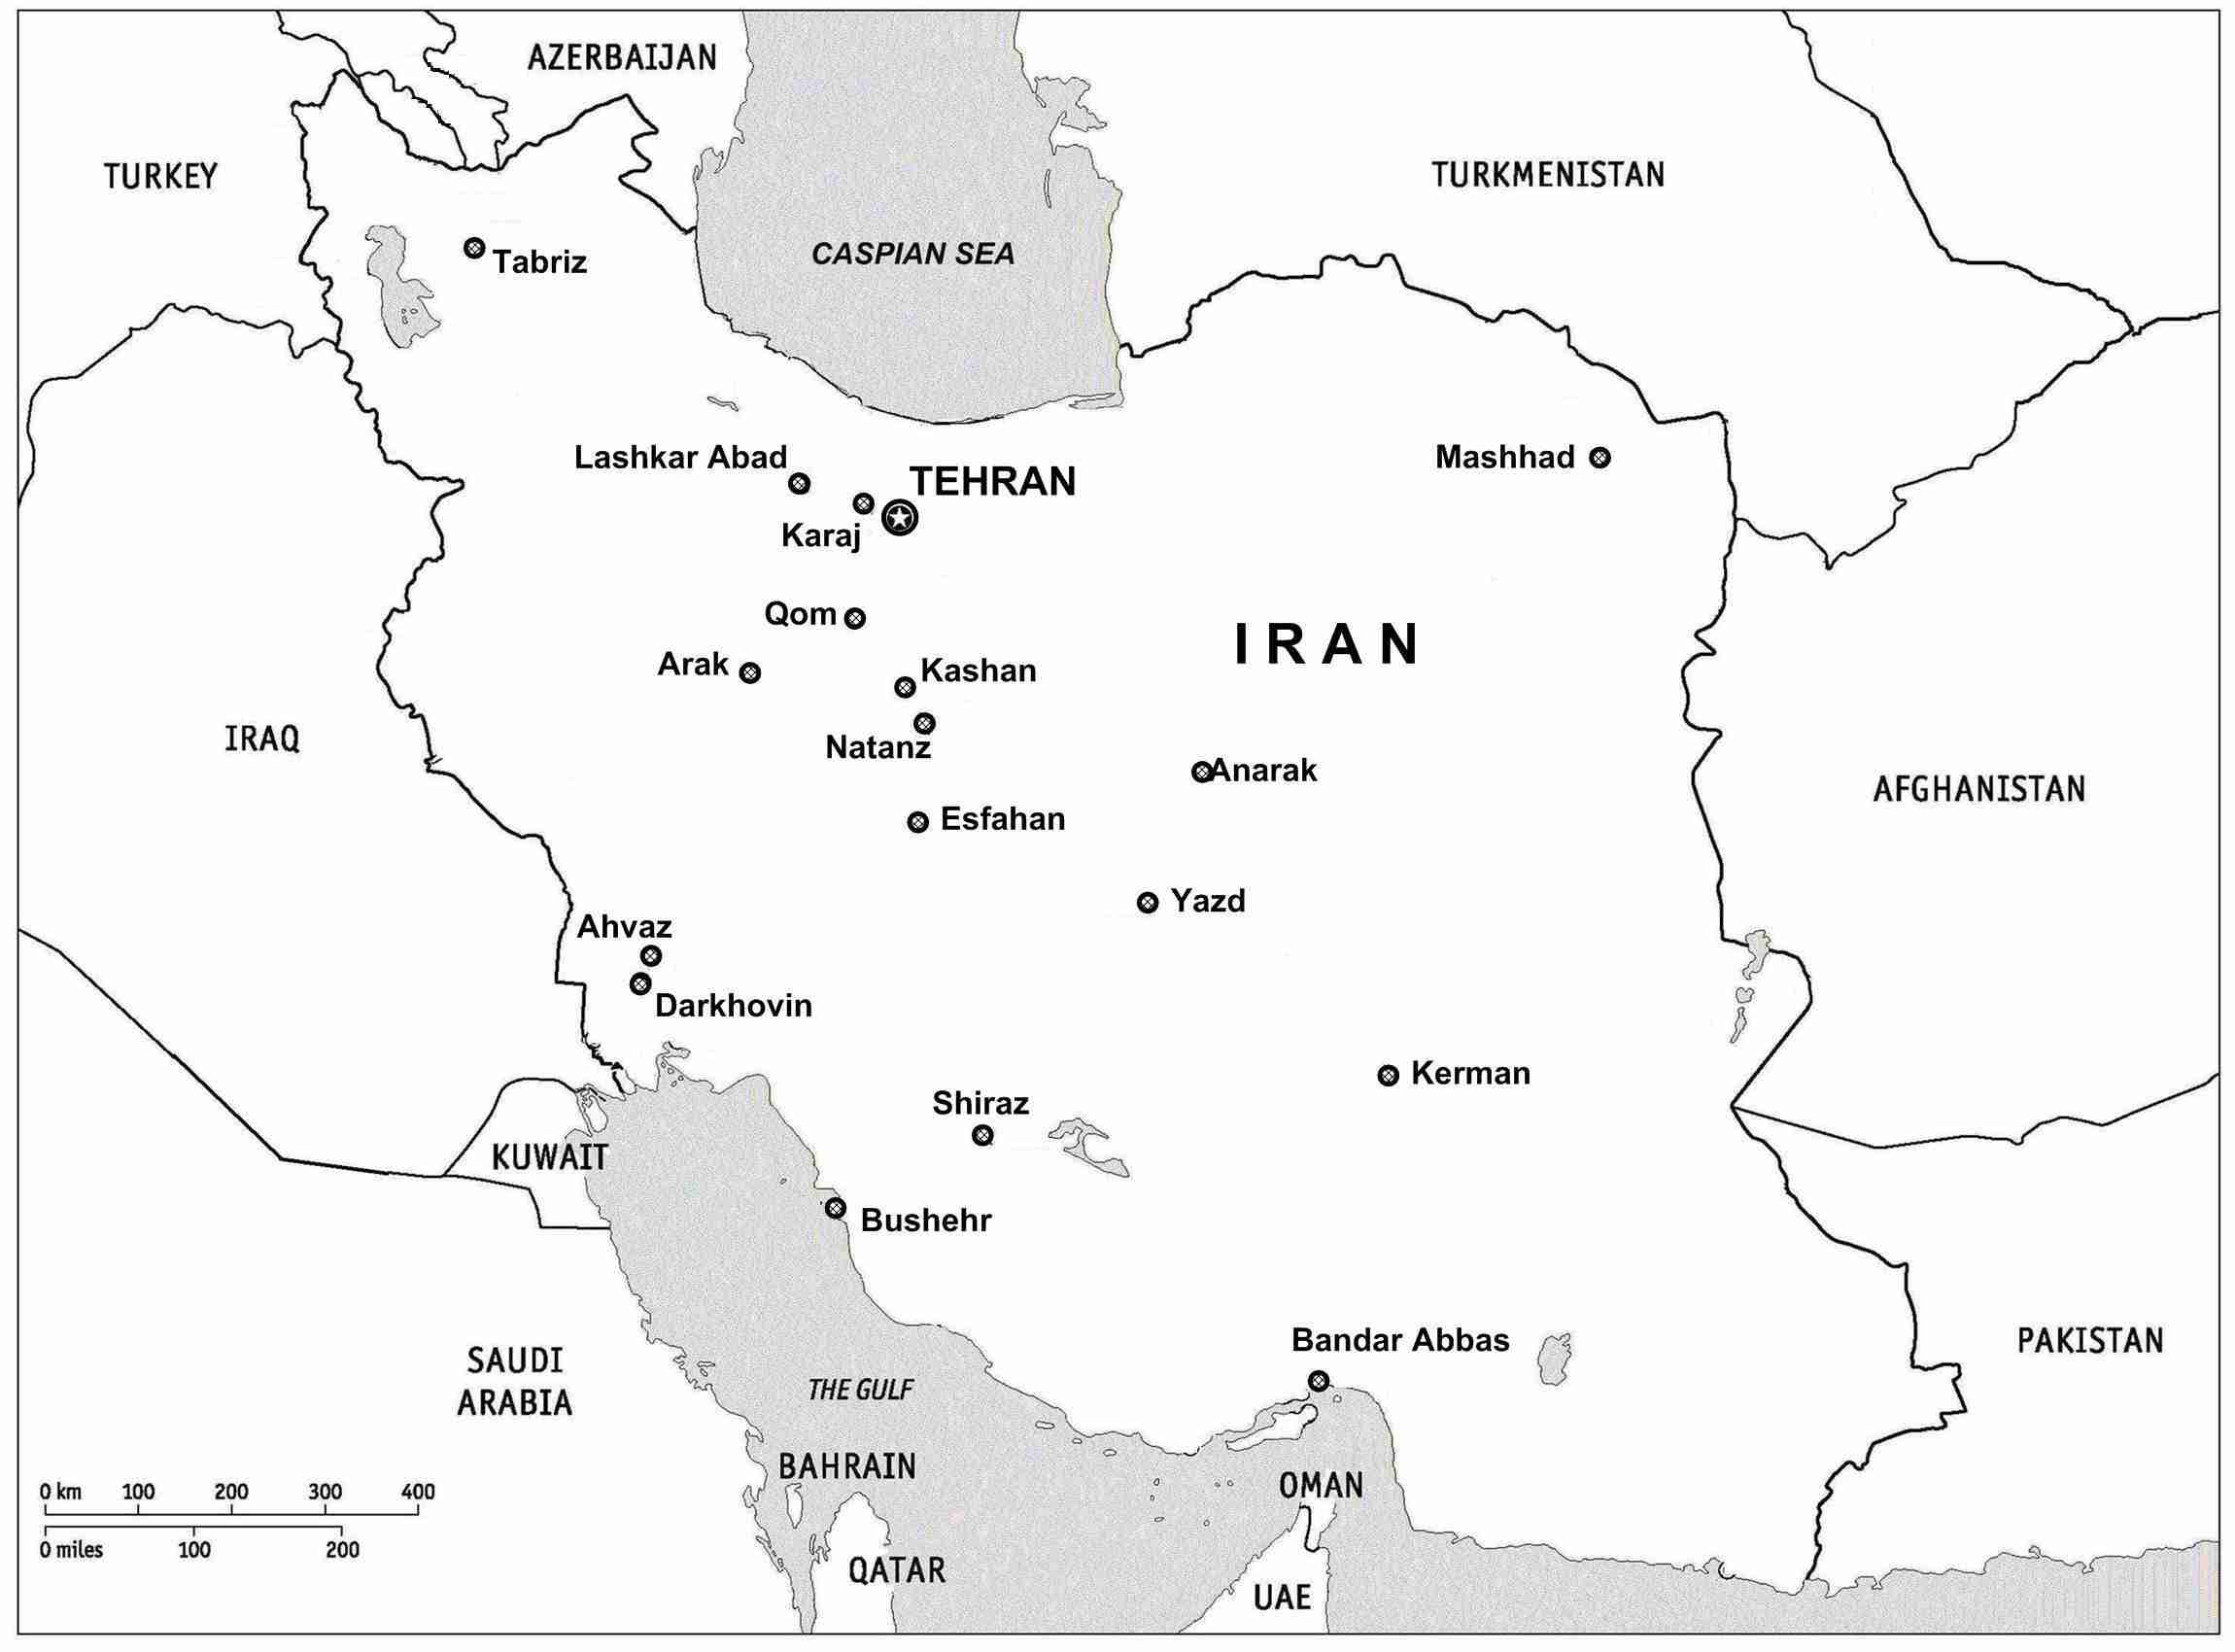 AZERBAIJAN
TURKEY
TURKMENISTAN
CASPIAN SEA
Tabriz
Lashkar Abad
TEHRAN
Mashhad
Karaj
Qom
IRAN
Arak
Kashan
IRAQ
Natanz
Anarak
AFGHANISTAN
Esfahan
Yazd
Ahvaz
Darkhovin
Kerman
Shiraz
KUWAIT
Bushehr
Bandar Abbas
PAKISTAN
SAUDI
ARABIA
THE GULF
BAHRAIN
OMAN
0 km 100 200 300 400
0 miles 100 200
QATAR
UAE